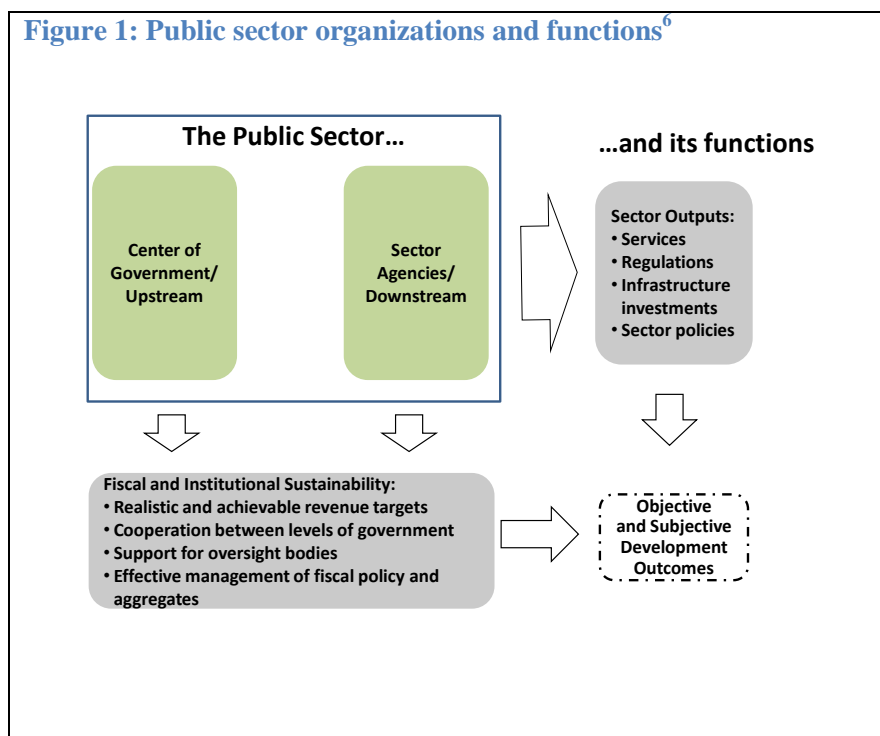 Figure 1: Public sector organizations and functions6
The Public Sector…
…and its functions
Center of
Government/
Upstream
Sector
Agencies/
Downstream
Sector Outputs:
• Services
• Regulations
• Infrastructure
investments
• Sector policies
Fiscal and Institutional Sustainability:
• Realistic and achievable revenue targets
• Cooperation between levels of government
• Support for oversight bodies
• Effective management of fiscal policy and
aggregates
Objective
and Subjective
Development
Outcomes